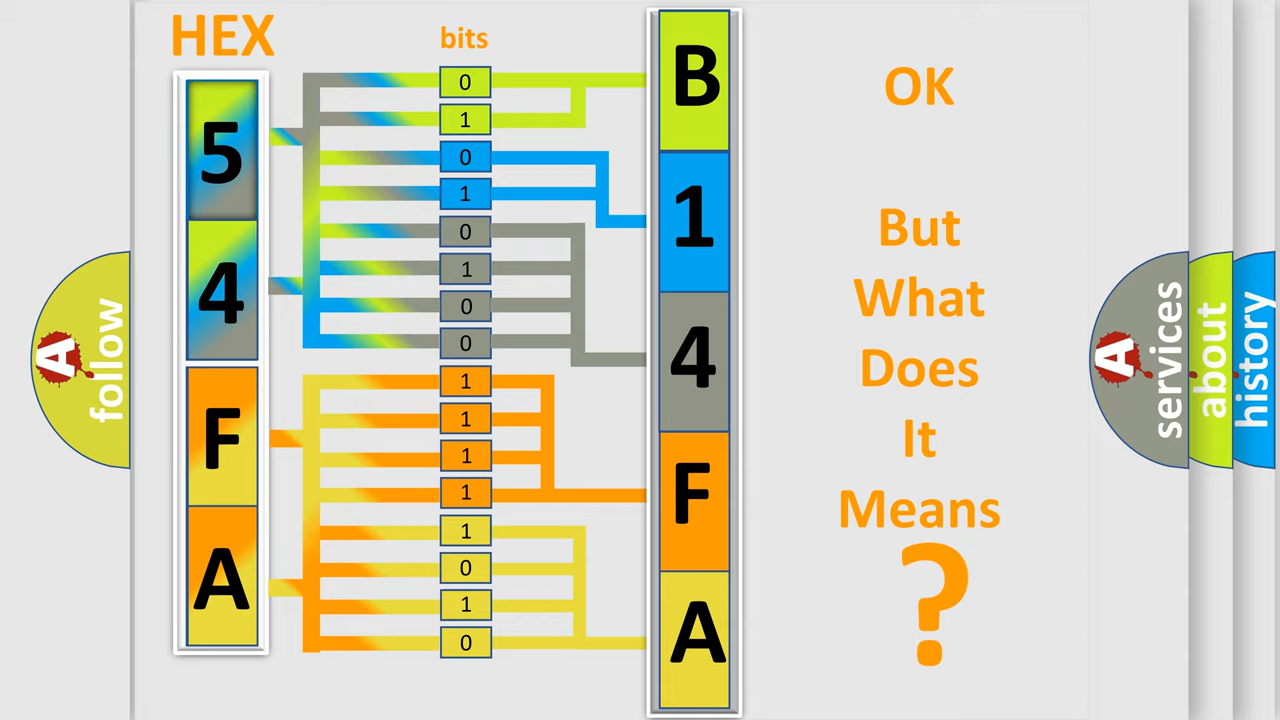 HEX
5
4
F
A
bits
0
1
0
1
0
1
0
0
1
1
1
1
1
0
1
0
B
1
4
F
A
OK
But
What
Does
It
Means
?
A
follow
A
services
about
history